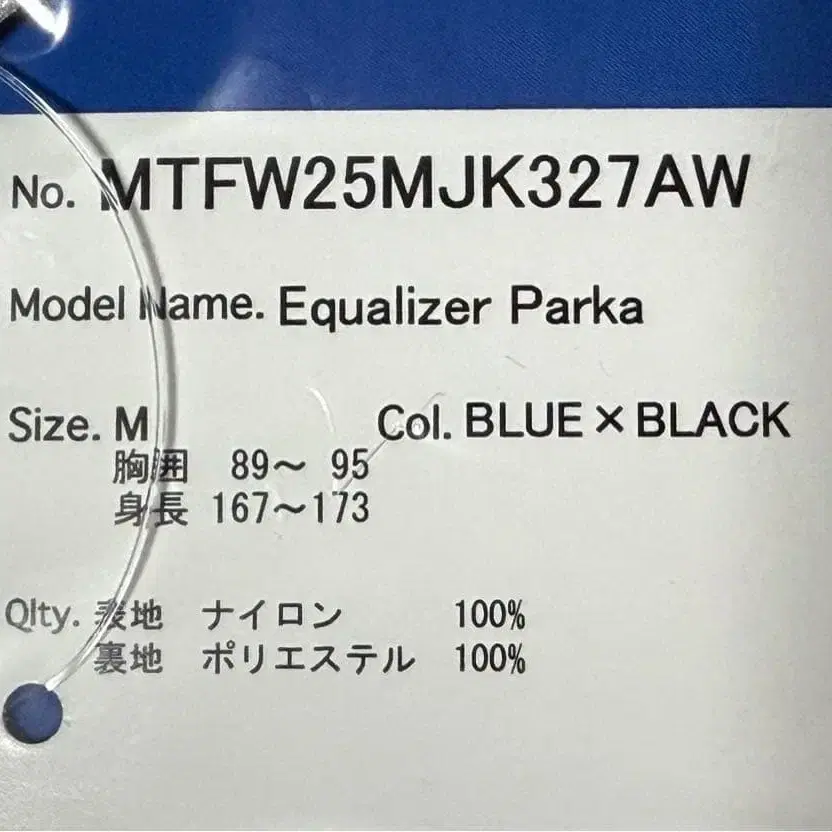 No. MTFW25MJK327AW
Model Name. Equalizer Parka
Size. M Col. BLUE×BLACK
胸囲 89～ 95
身長 167～173
Qlty. 表地 ナイロン 100%
裏地 ポリエステル 100%